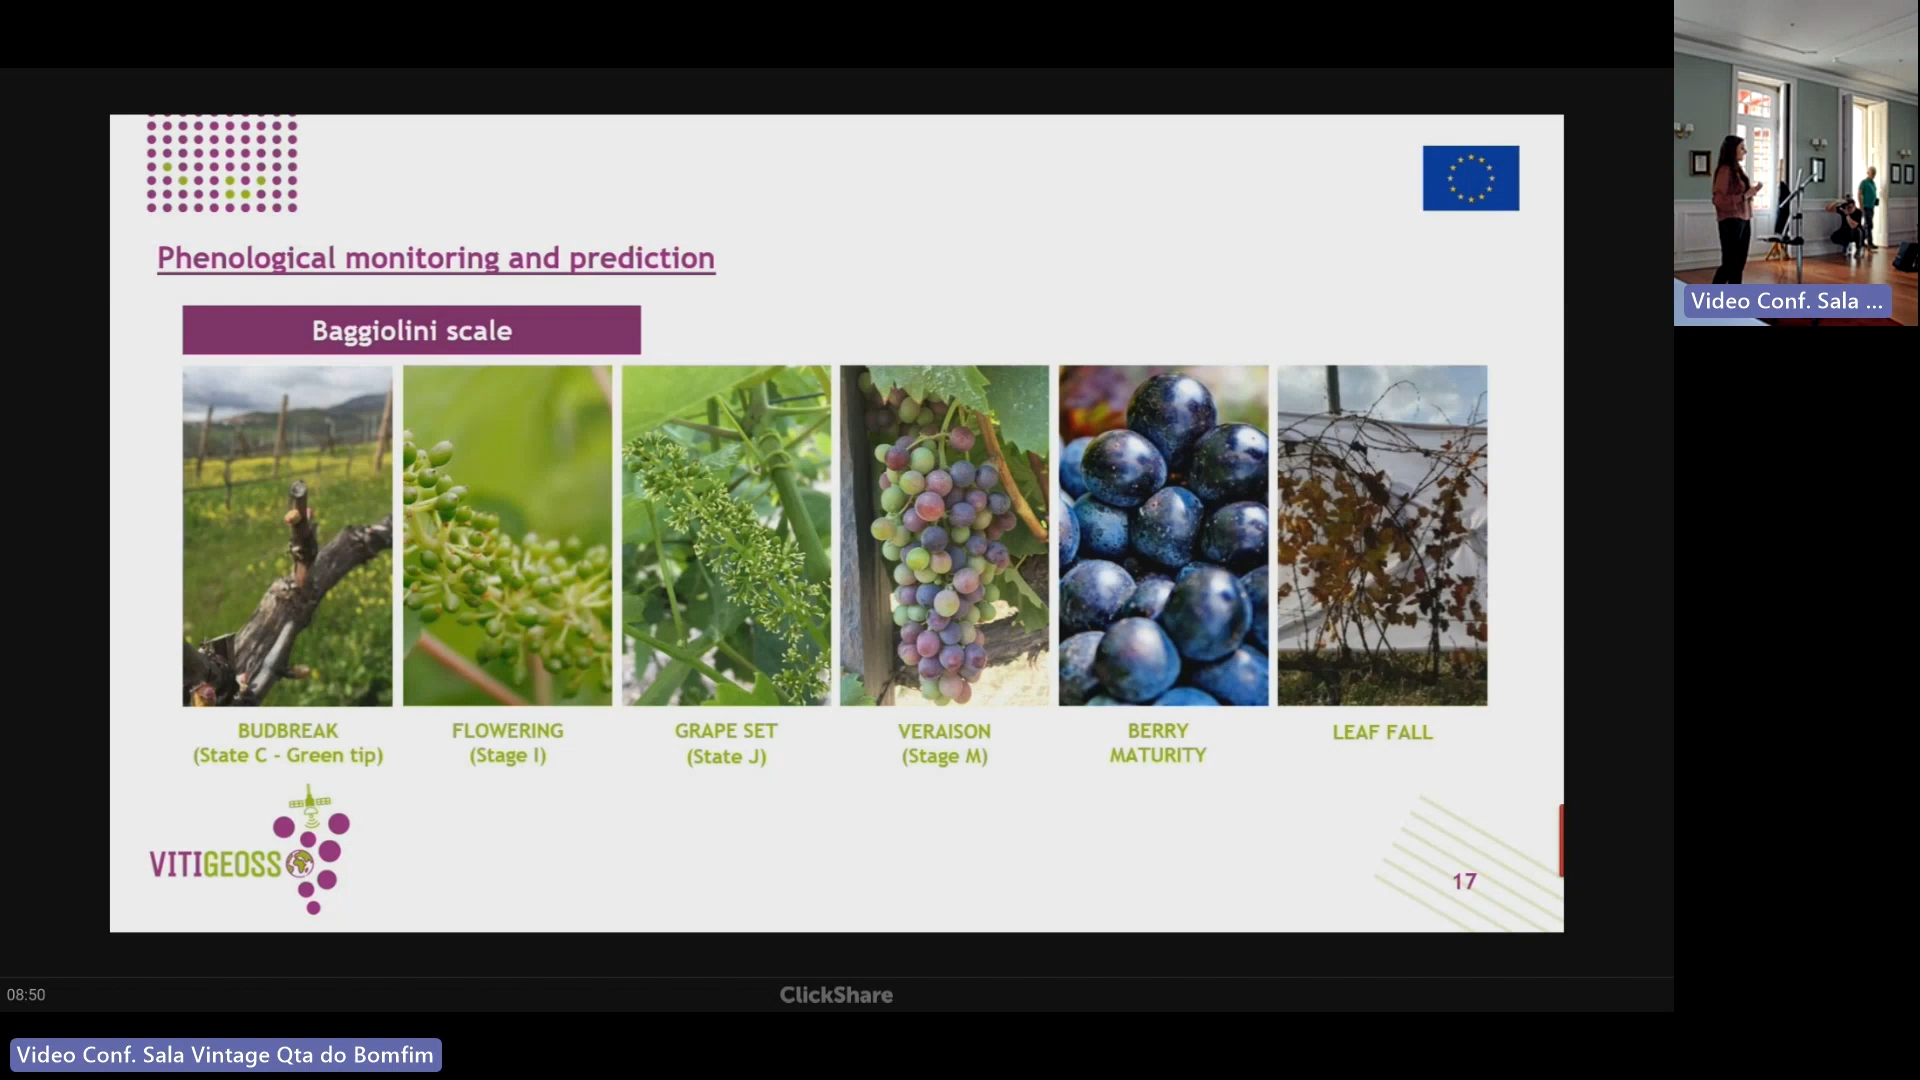 Phenological monitoring and prediction
Baggiolini scale
BUDBREAK
(State C - Green tip)
FLOWERING
(Stage I)
GRAPE SET
(State J)
VERAISON
(Stage M)
BERRY
MATURITY
LEAF FALL
VITIGEOSS
17
08:50
ClickShare
Video Conf. Sala Vintage Qta do Bomfim
Video Conf. Sala ...